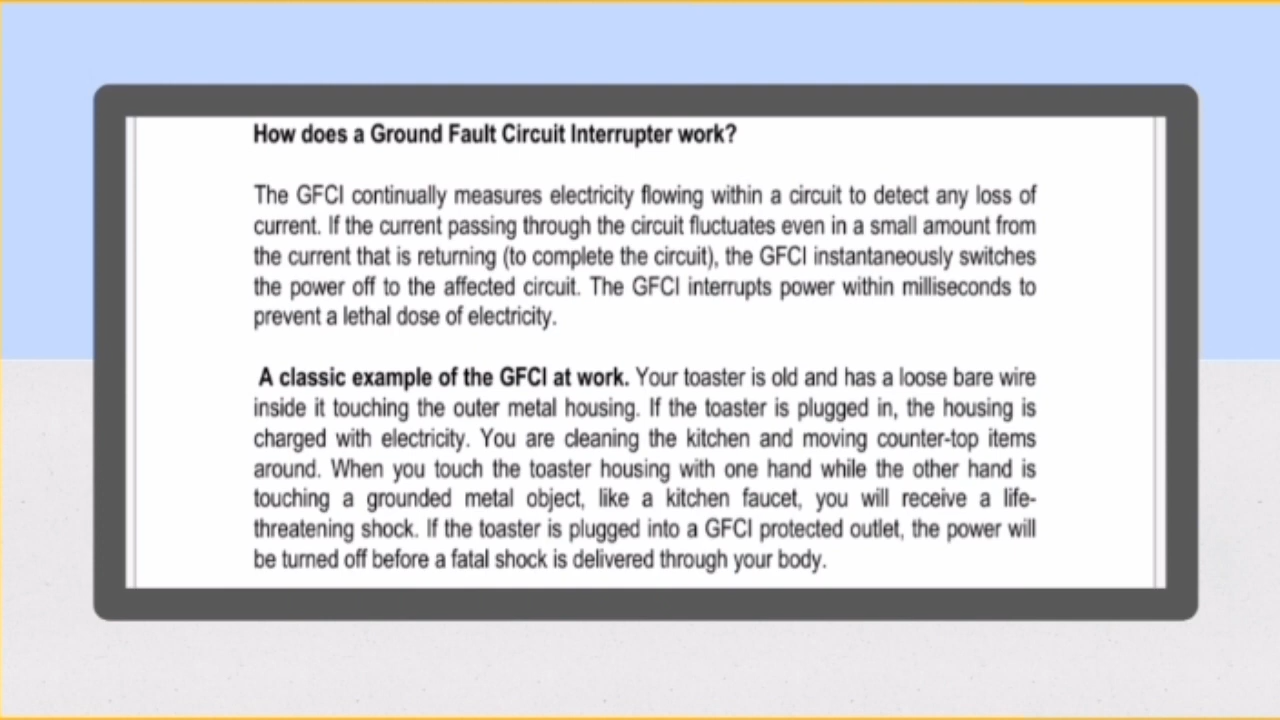 How does a Ground Fault Circuit Interrupter work?
The GFCI continually measures electricity flowing within a circuit to detect any loss of
current. If the current passing through the circuit fluctuates even in a small amount from
the current that is returning (to complete the circuit), the GFCI instantaneously switches
the power off to the affected circuit. The GFCI interrupts power within milliseconds to
prevent a lethal dose of electricity.
A classic example of the GFCI at work. Your toaster is old and has a loose bare wire
inside it touching the outer metal housing. If the toaster is plugged in, the housing is
charged with electricity. You are cleaning the kitchen and moving counter-top items
around. When you touch the toaster housing with one hand while the other hand is
touching a grounded metal object, like a kitchen faucet, you will receive a life-
threatening shock. If the toaster is plugged into a GFCI protected outlet, the power will
be turned off before a fatal shock is delivered through your body.